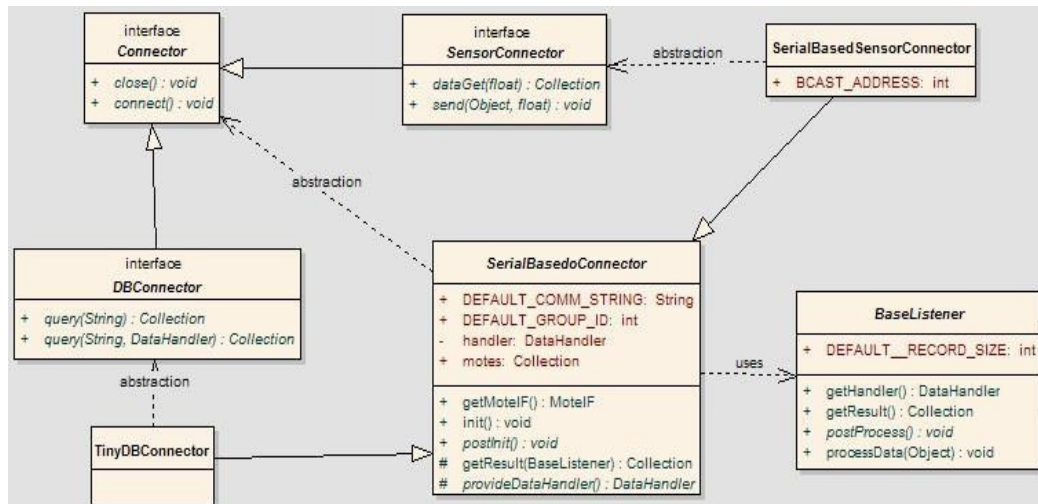 interface
Connector
+ close() : void
+ connect() : void
interface
SensorConnector
+ dataGet(float) : Collection
+ send(Object, float) : void
abstraction
SerialBasedSensorConnector
+ BCAST_ADDRESS: int
abstraction
interface
DBConnector
+ query(String) : Collection
+ query(String, DataHandler) : Collection
abstraction
TinyDBConnector
SerialBasedoConnector
+ DEFAULT_COMM_STRING: String
+ DEFAULT_GROUP_ID: int
- handler: DataHandler
+ motes: Collection
+ getMoteIF() : MoteIF
+ init() : void
+ postInit() : void
# getResult(BaseListener) : Collection
# provideDataHandler() : DataHandler
uses
BaseListener
+ DEFAULT__RECORD_SIZE: int
+ getHandler() : DataHandler
+ getResult() : Collection
+ postProcess() : void
+ processData(Object) : void